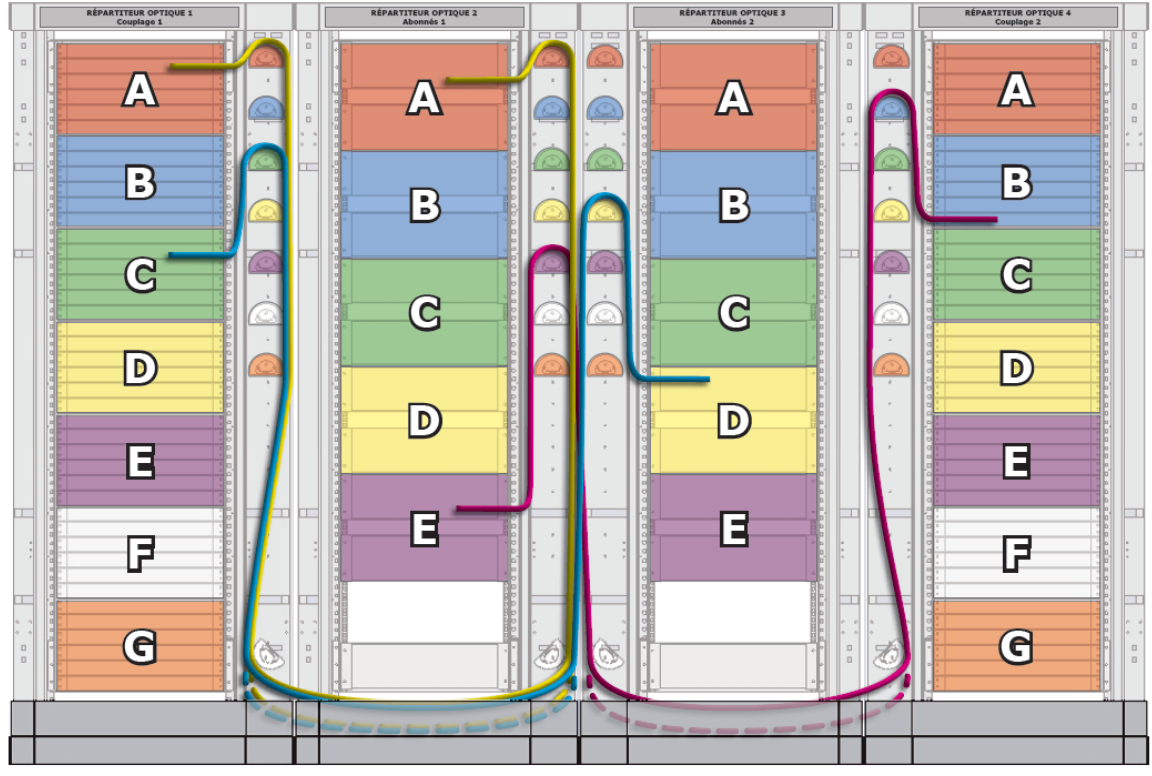 RÉPARTITEUR OPTIQUE 1
Couplage 1
RÉPARTITEUR OPTIQUE 2
Abonnés 1
RÉPARTITEUR OPTIQUE 3
Abonnés 2
RÉPARTITEUR OPTIQUE 4
Couplage 2
A
B
C
D
E
F
G
A
B
C
D
E
A
B
C
D
E
A
B
C
D
E
F
G